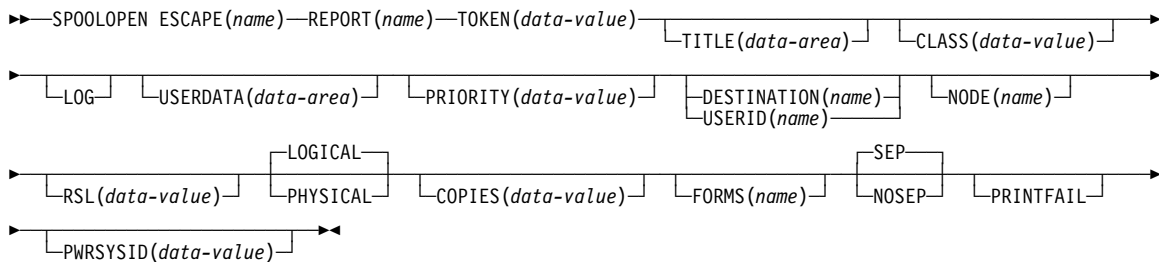 SPOOLOPEN ESCAPE(name) REPORT(name) TOKEN(data-value)
TITLE(data-area) CLASS(data-value)
LOG USERDATA(data-area) PRIORITY(data-value) DESTINATION(name) NODE(name)
USERID(name)
LOGICAL SEP
RSL(data-value) PHYSICAL COPIES(data-value) FORMS(name) NOSEP PRINTFAIL
PWRSYSID(data-value)